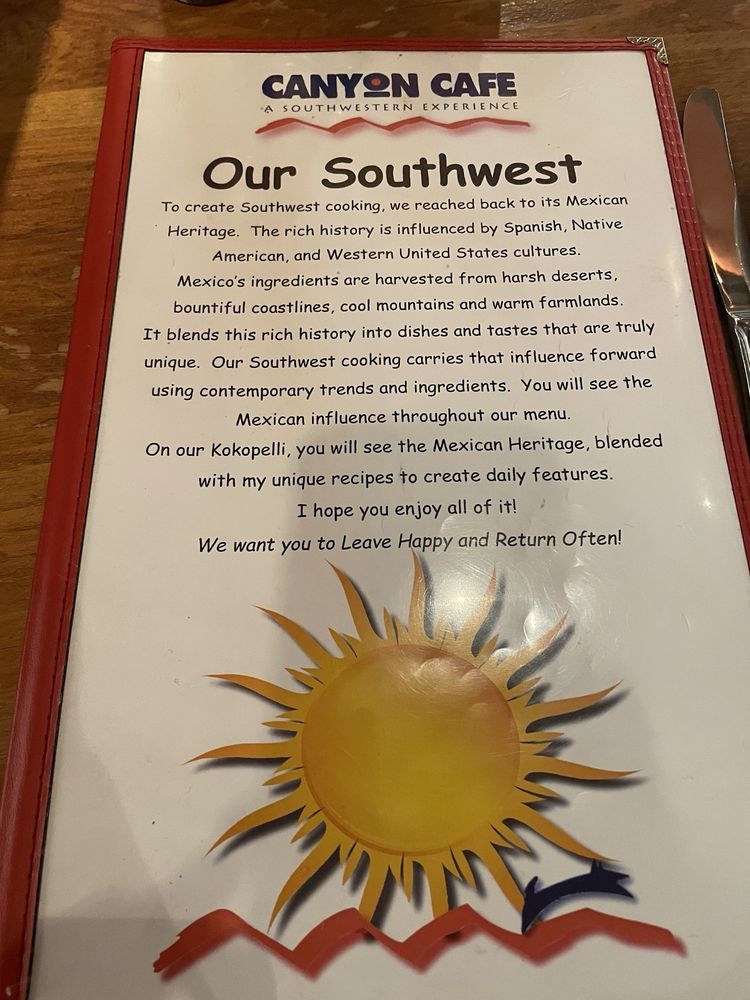 CANYON CAFE
A SOUTHWESTERN EXPERIENCE
Our Southwest
To create Southwest cooking, we reached back to its Mexican
Heritage. The rich history is influenced by Spanish, Native
American, and Western United States cultures.
Mexico's ingredients are harvested from harsh deserts,
bountiful coastlines, cool mountains and warm farmlands.
It blends this rich history into dishes and tastes that are truly
unique. Our Southwest cooking carries that influence forward
using contemporary trends and ingredients. You will see the
Mexican influence throughout our menu.
On our Kokopelli, you will see the Mexican Heritage, blended
with my unique recipes to create daily features.
I hope you enjoy all of it!
We want you to Leave Happy and Return Often!